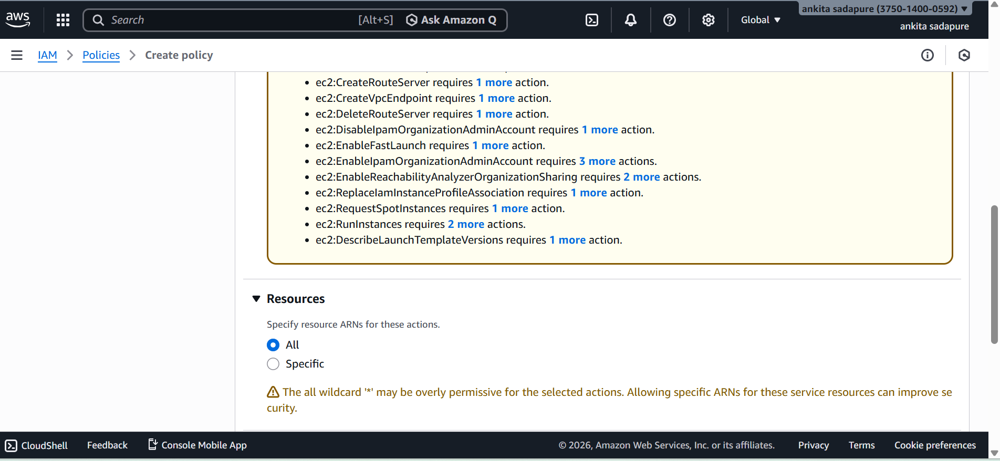 aws
Search
[Alt+S]
Ask Amazon Q
Global
ankita sadapure (3750-1400-0592)
ankita sadapure
IAM
Policies
Create policy
ec2:CreateRouteServer requires 1 more action.
ec2:CreateVpcEndpoint requires 1 more action.
ec2:DeleteRouteServer requires 1 more action.
ec2:DisableIpamOrganizationAdminAccount requires 1 more action.
ec2:EnableFastLaunch requires 1 more action.
ec2:EnableIpamOrganizationAdminAccount requires 3 more actions.
ec2:EnableReachabilityAnalyzerOrganizationSharing requires 2 more actions.
ec2:ReplaceIamInstanceProfileAssociation requires 1 more action.
ec2:RequestSpotInstances requires 1 more action.
ec2:RunInstances requires 2 more actions.
ec2:DescribeLaunchTemplateVersions requires 1 more action.
Resources
Specify resource ARNs for these actions.
All
Specific
The all wildcard '*' may be overly permissive for the selected actions. Allowing specific ARNs for these service resources can improve se
curity.
CloudShell
Feedback
Console Mobile App
© 2026, Amazon Web Services, Inc. or its affiliates.
Privacy
Terms
Cookie preferences